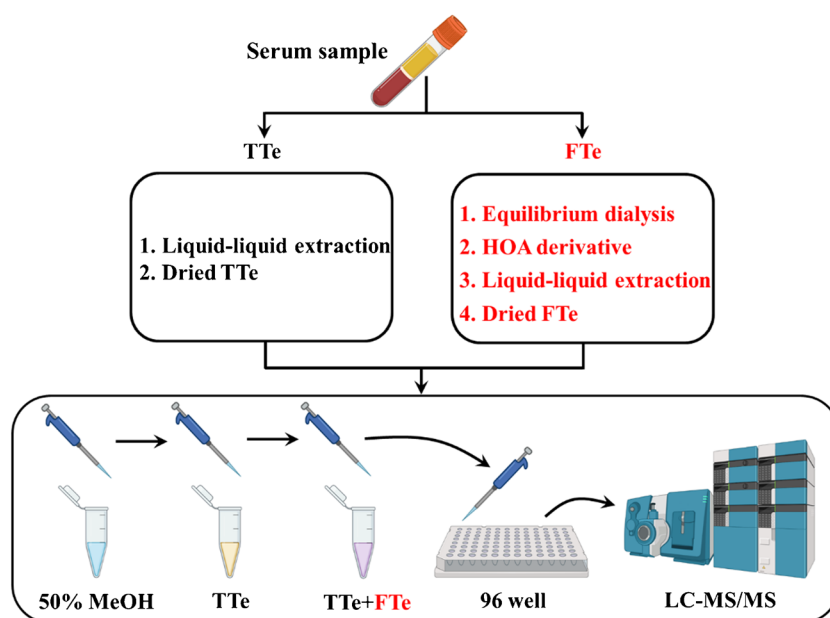 Serum sample
TTe
FTe
1. Liquid-liquid extraction
2. Dried TTe
1. Equilibrium dialysis
2. HOA derivative
3. Liquid-liquid extraction
4. Dried FTe
50% MeOH
TTe
TTe+FTe
96 well
LC-MS/MS